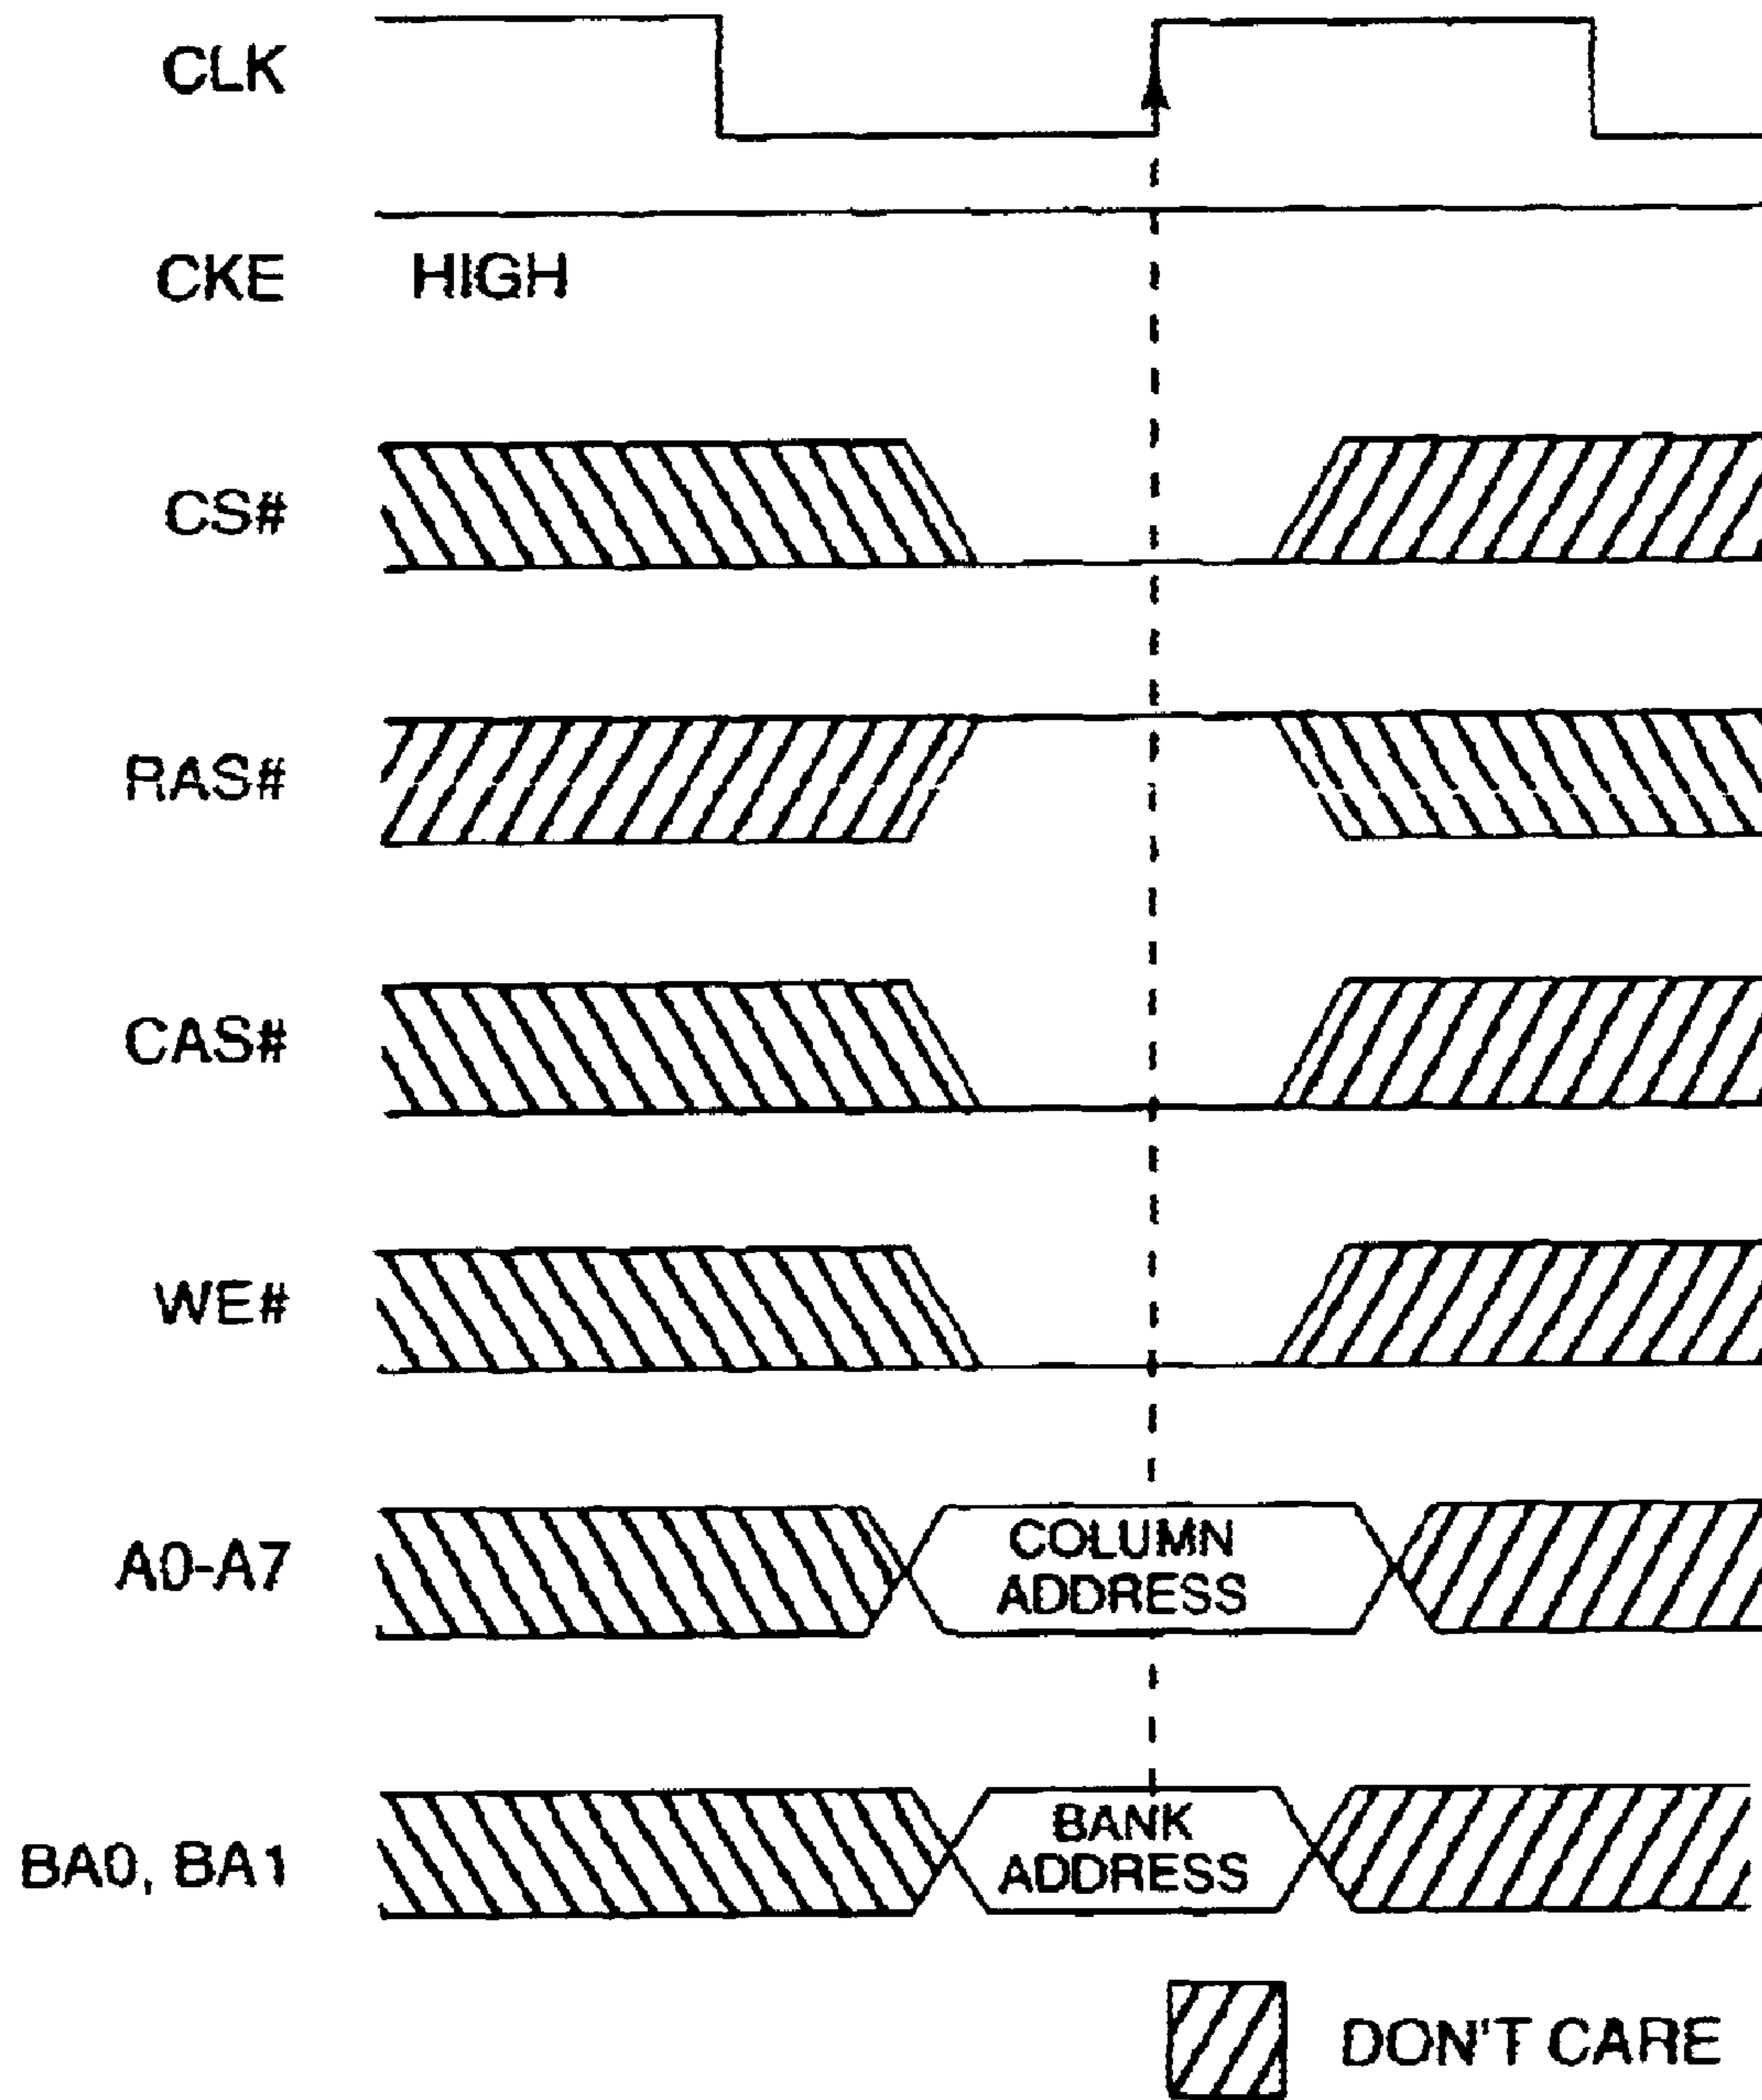 CLK
CKE HIGH
CS#
RAS#
CAS#
WE#
A0-A7
COLUMN
ADDRESS
BA0, BA1
BANK
ADDRESS
DON'T CARE